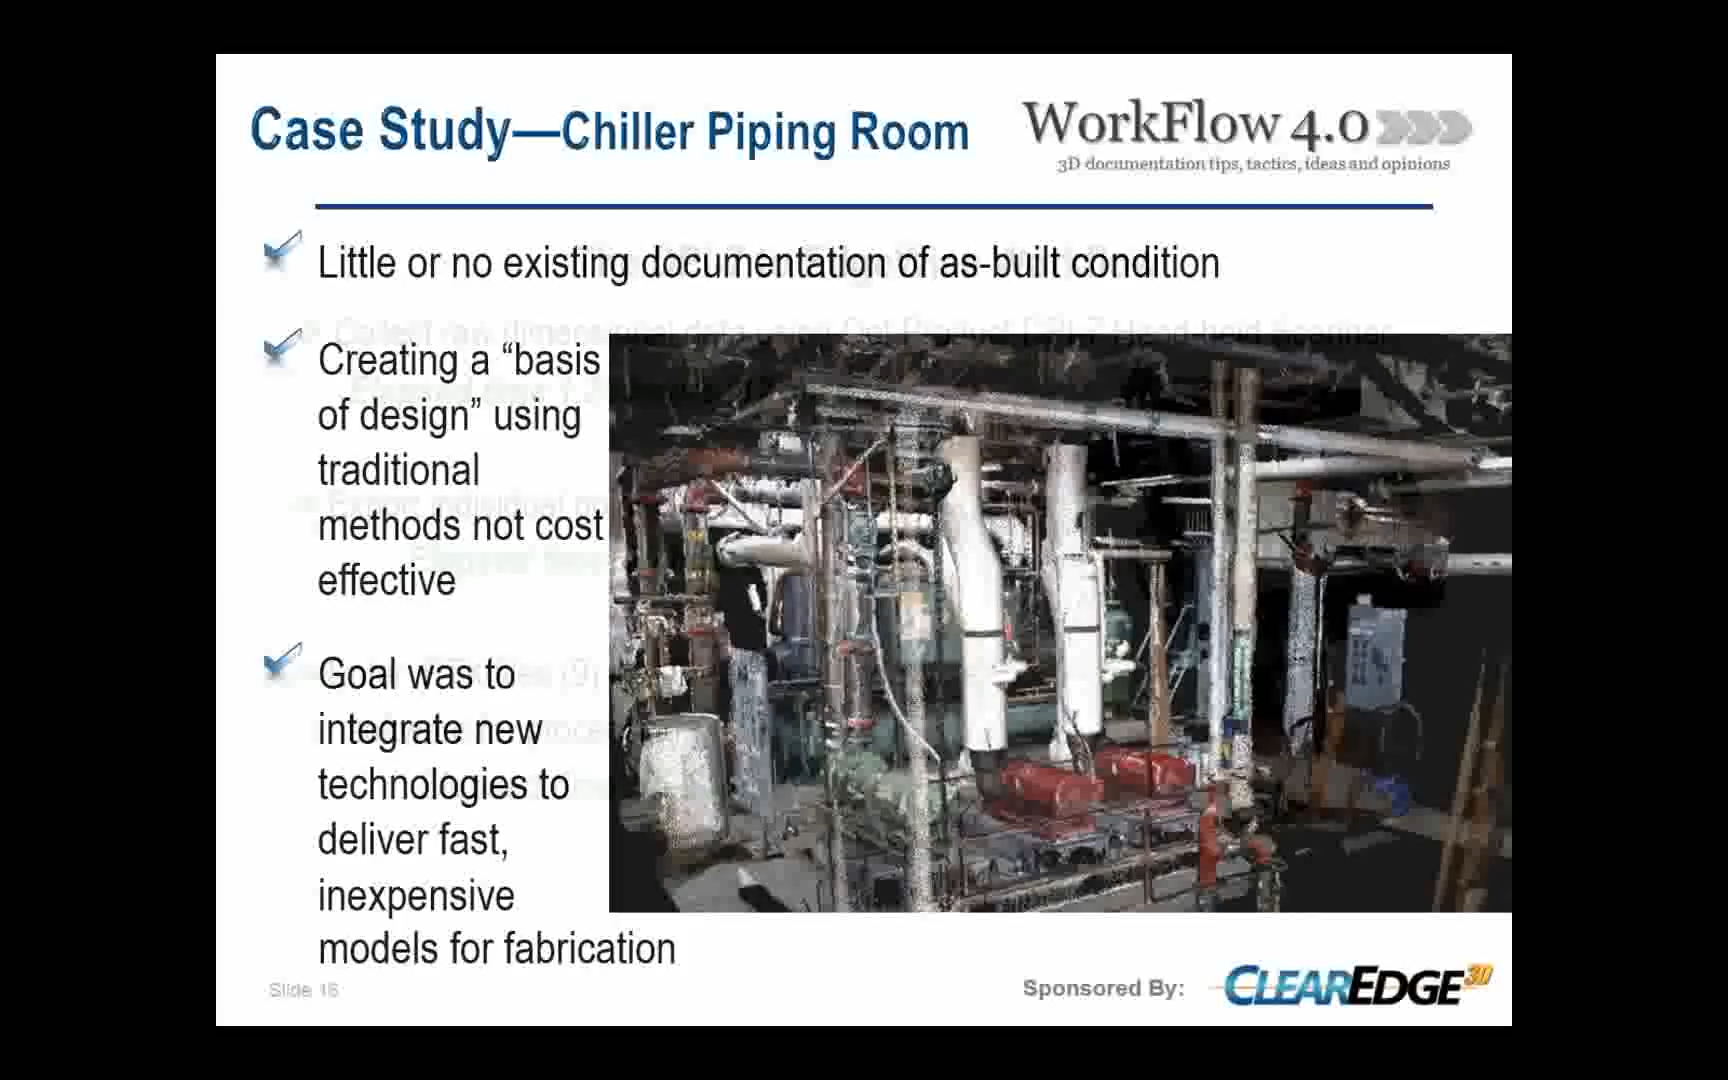 Case Study—Chiller Piping Room
WorkFlow 4.0
3D documentation tips, tactics, ideas and opinions
Little or no existing documentation of as-built condition
Creating a “basis
of design” using
traditional
methods not cost
effective
Goal was to
integrate new
technologies to
deliver fast,
inexpensive
models for fabrication
Slide 16
Sponsored By:
CLEAREDGE3D